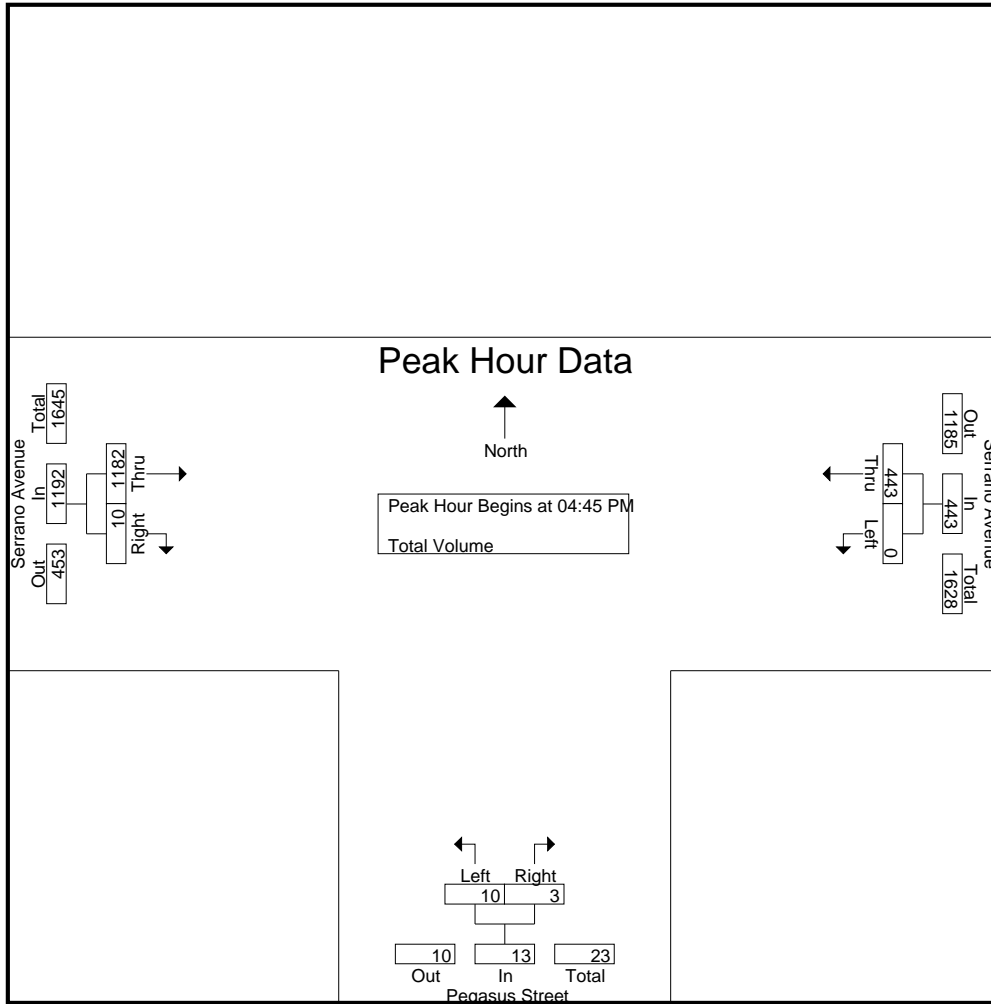 Peak Hour Data
North
Peak Hour Begins at 04:45 PM
Total Volume
Serrano Avenue
Out In Total
453 1192 1645
Right Thru
10 1182
Serrano Avenue
Out In Total
1185 443 1628
Thru Left
443 0
Left Right
10 3
10 13 23
Out In Total
Pegasus Street